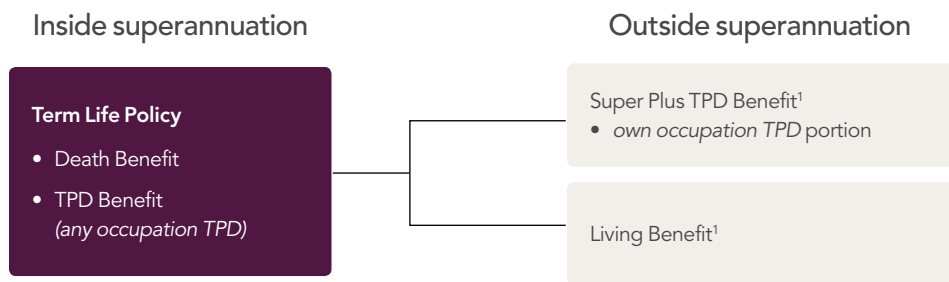 Inside superannuation
Term Life Policy
• Death Benefit
• TPD Benefit
(any occupation TPD)
Outside superannuation
Super Plus TPD Benefit¹
• own occupation TPD portion
Living Benefit¹